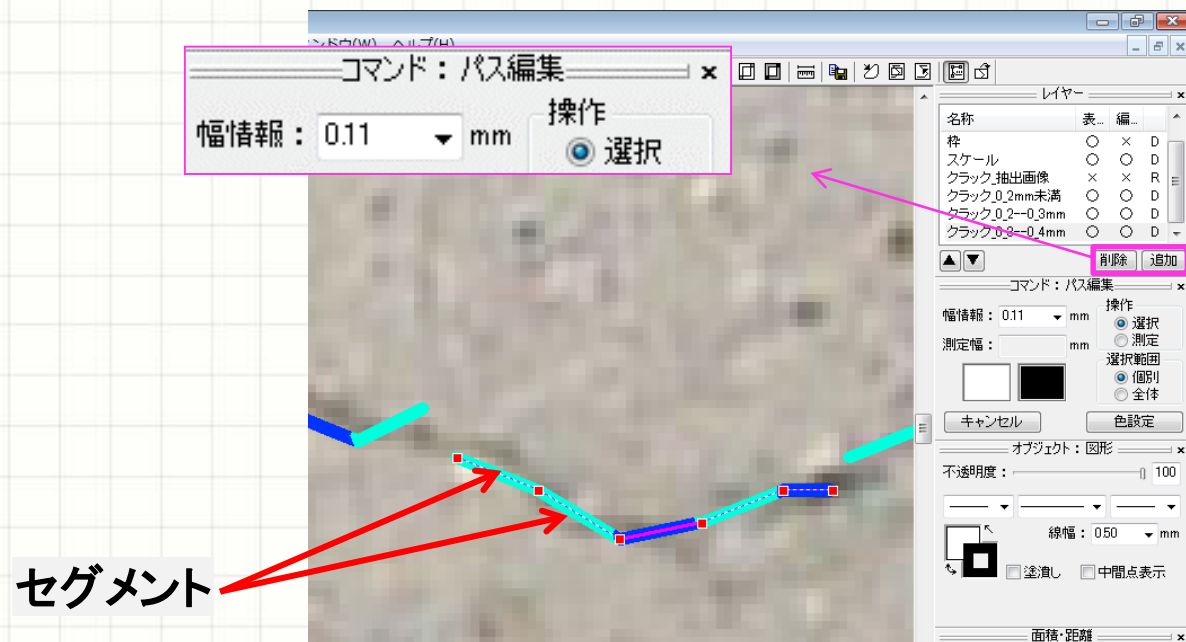 ンドウ(W) ヘルプ(H)
コマンド：パス編集
幅情報： 0.11 mm
操作
選択
レイヤー
名称 表... 編...
枠 ○ × D
スケール ○ ○ D
クラック_抽出画像 × × R
クラック_0_2mm未満 ○ ○ D
クラック_0_2--0_3mm ○ ○ D
クラック_0_3--0_4mm ○ ○ D
削除 追加
コマンド：パス編集
幅情報： 0.11 mm
操作
選択
測定幅： mm
測定
選択範囲
個別
全体
キャンセル 色設定
オブジェクト：図形
不透明度： 100
線幅： 0.50 mm
塗潰し 中間点表示
面積・距離
セグメント